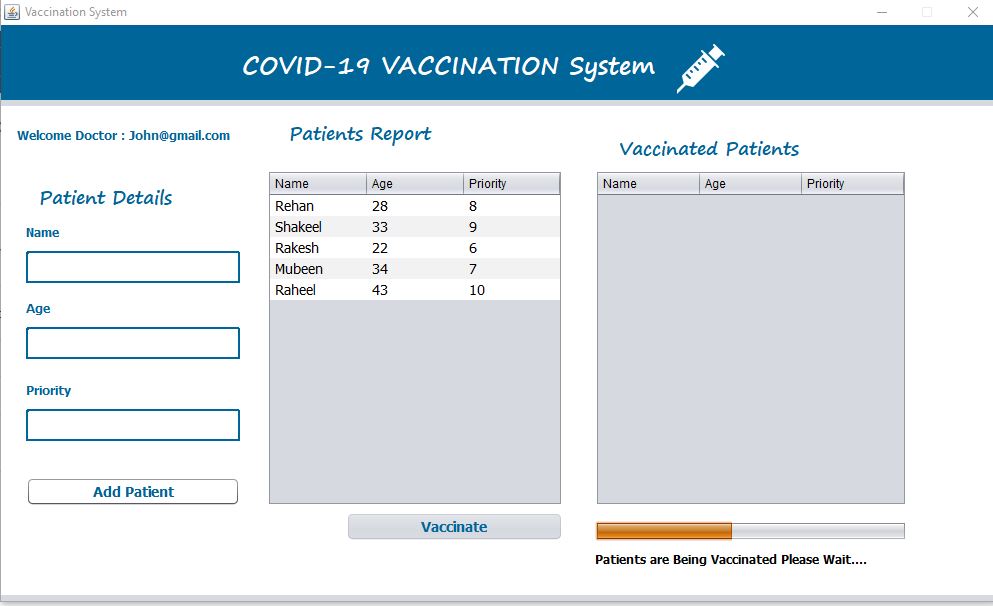 Vaccination System
COVID-19 VACCINATION System
Welcome Doctor : John@gmail.com
Patient Details
Name
Age
Priority
Add Patient
Patients Report
Name Age Priority
Rehan 28 8
Shakeel 33 9
Rakesh 22 6
Mubeen 34 7
Raheel 43 10
Vaccinate
Vaccinated Patients
Name Age Priority
Patients are Being Vaccinated Please Wait....